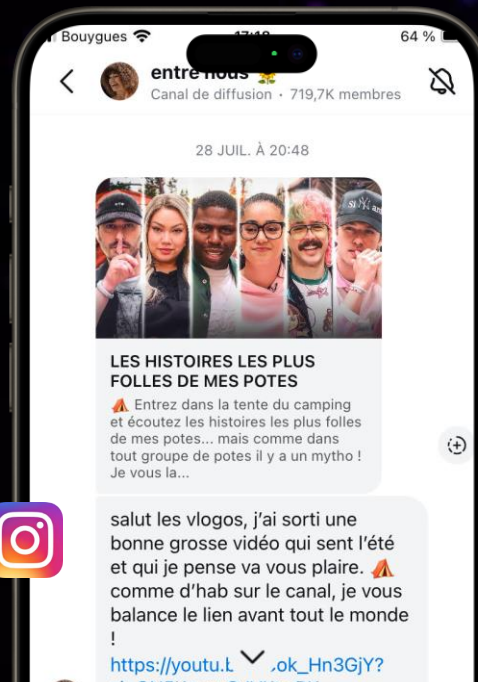 Bouygues
64 %
entre nous 🌻
Canal de diffusion · 719,7K membres
28 JUIL. À 20:48
LES HISTOIRES LES PLUS
FOLLES DE MES POTES
⛺ Entrez dans la tente du camping
et écoutez les histoires les plus folles
de mes potes... mais comme dans
tout groupe de potes il y a un mytho !
Je vous la...
salut les vlogos, j'ai sorti une
bonne grosse vidéo qui sent l'été
et qui je pense va vous plaire. ⛺
comme d'hab sur le canal, je vous
balance le lien avant tout le monde
!
ok_Hn3GjY?